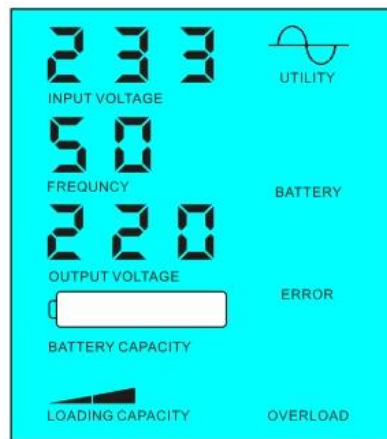 233
UTILITY
INPUT VOLTAGE
50
FREQUNCY
BATTERY
220
OUTPUT VOLTAGE
ERROR
BATTERY CAPACITY
LOADING CAPACITY
OVERLOAD